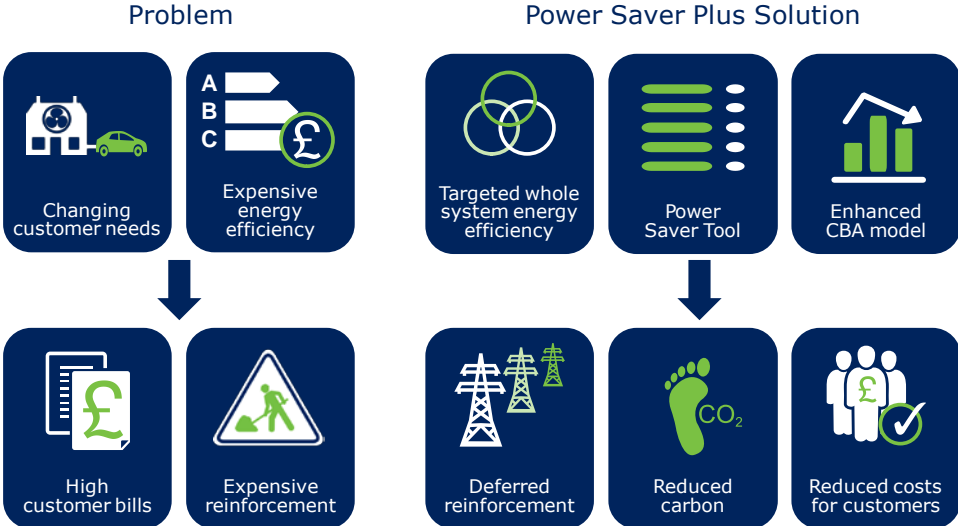 Problem
Power Saver Plus Solution
A
B
C
£
Changing
customer needs
Expensive
energy
efficiency
Targeted whole
system energy
efficiency
Power
Saver Tool
Enhanced
CBA model
£
High
customer bills
Expensive
reinforcement
Deferred
reinforcement
CO₂
Reduced
carbon
£
Reduced costs
for customers